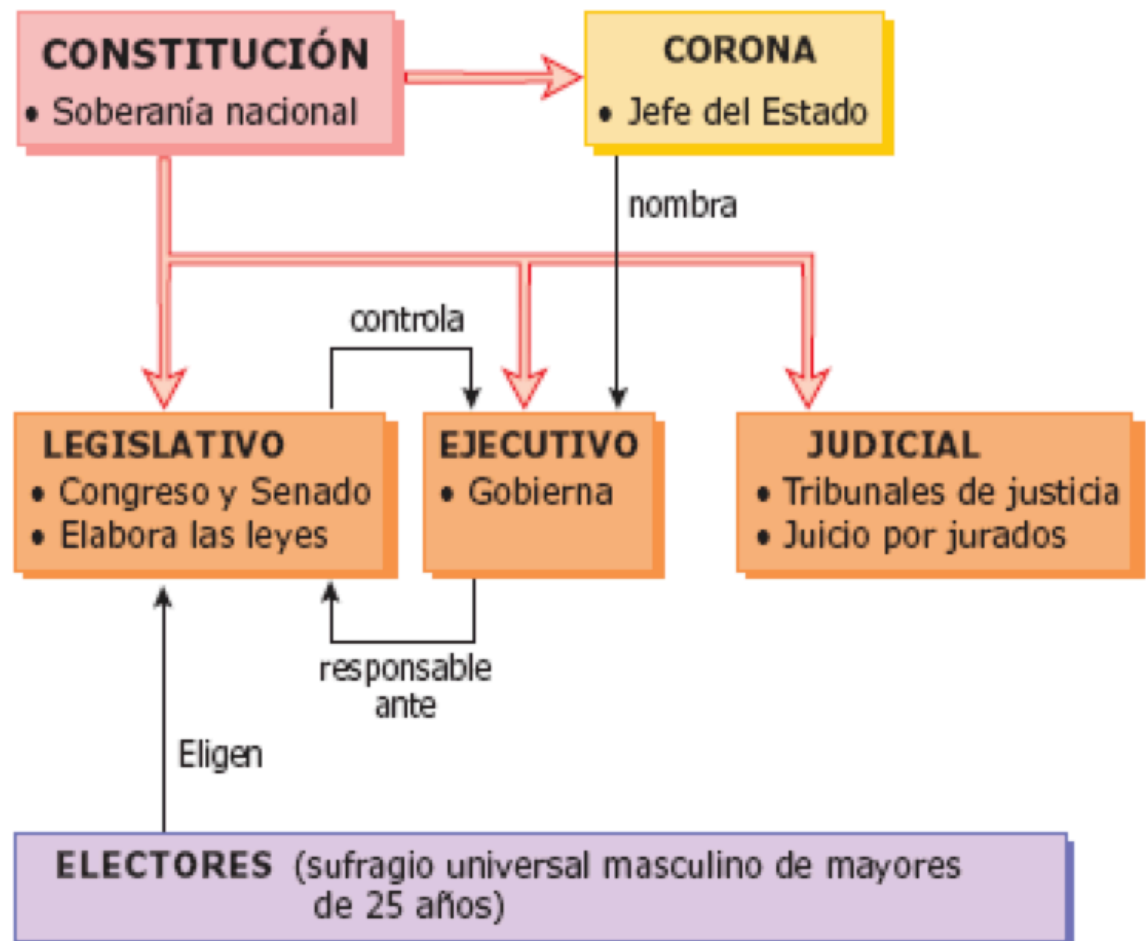 CONSTITUCIÓN
• Soberanía nacional
CORONA
• Jefe del Estado
nombra
controla
LEGISLATIVO
• Congreso y Senado
• Elabora las leyes
EJECUTIVO
• Gobierna
JUDICIAL
• Tribunales de justicia
• Juicio por jurados
responsable
ante
Eligen
ELECTORES (sufragio universal masculino de mayores
de 25 años)